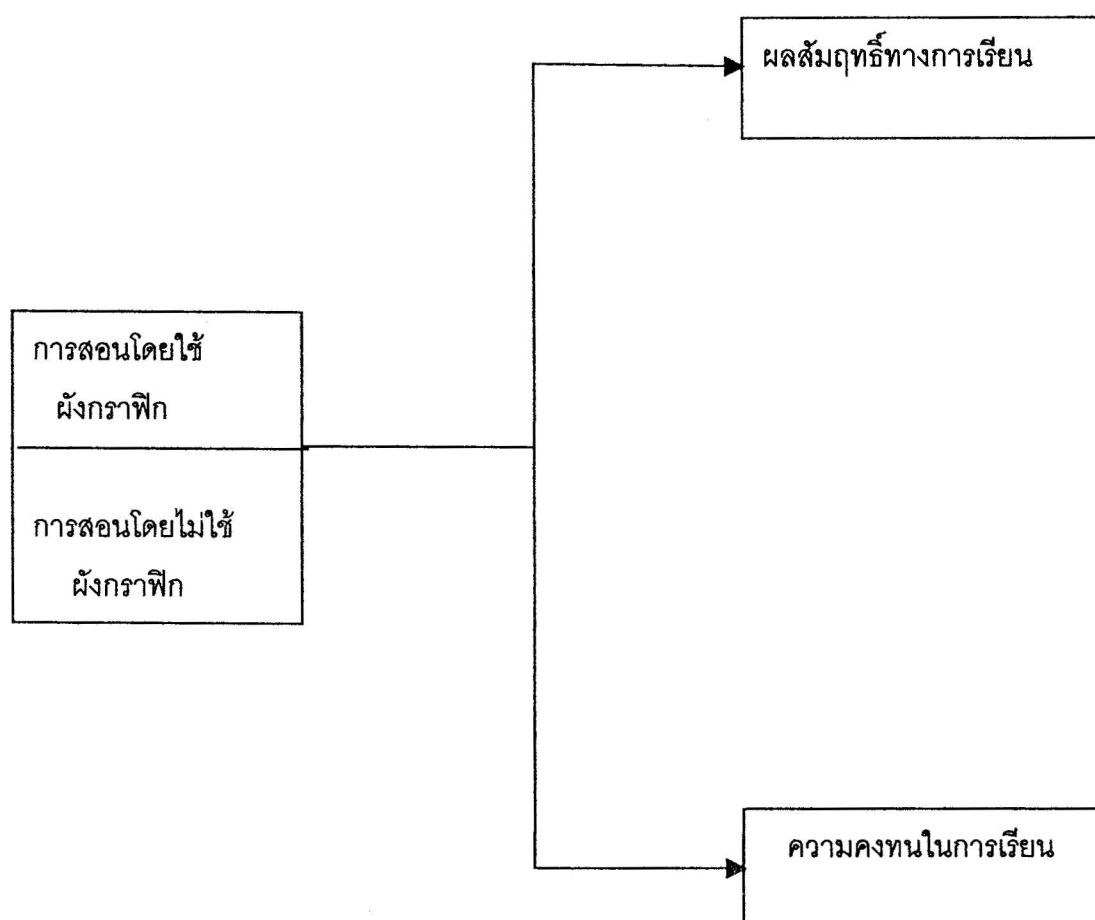 ผลสัมฤทธิ์ทางการเรียน
การสอนโดยใช้
ผังกราฟิก
การสอนโดยไม่ใช้
ผังกราฟิก
ความคงทนในการเรียน